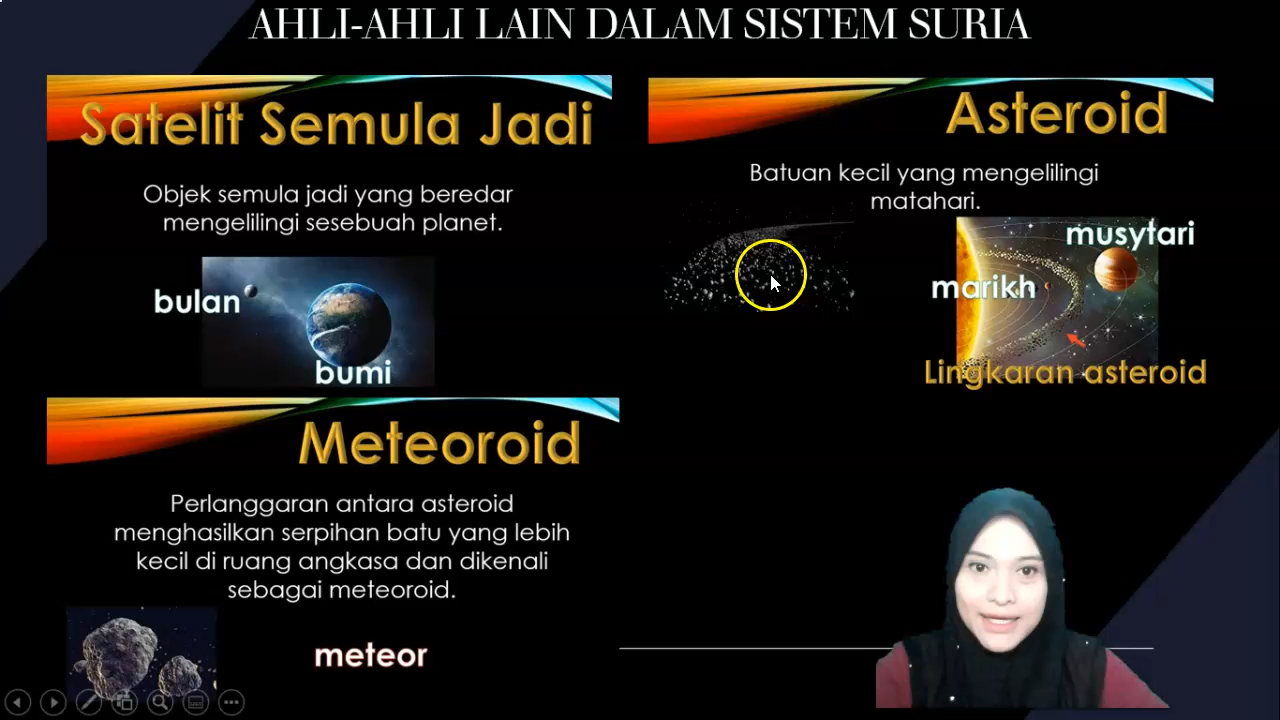 AHLI-AHLI LAIN DALAM SISTEM SURIA
Satelit Semula Jadi
Objek semula jadi yang beredar
mengelilingi sesebuah planet.
bulan
bumi
Asteroid
Batuan kecil yang mengelilingi
matahari.
musytari
marikh
Lingkaran asteroid
Meteoroid
Perlanggaran antara asteroid
menghasilkan serpihan batu yang lebih
kecil di ruang angkasa dan dikenali
sebagai meteoroid.
meteor